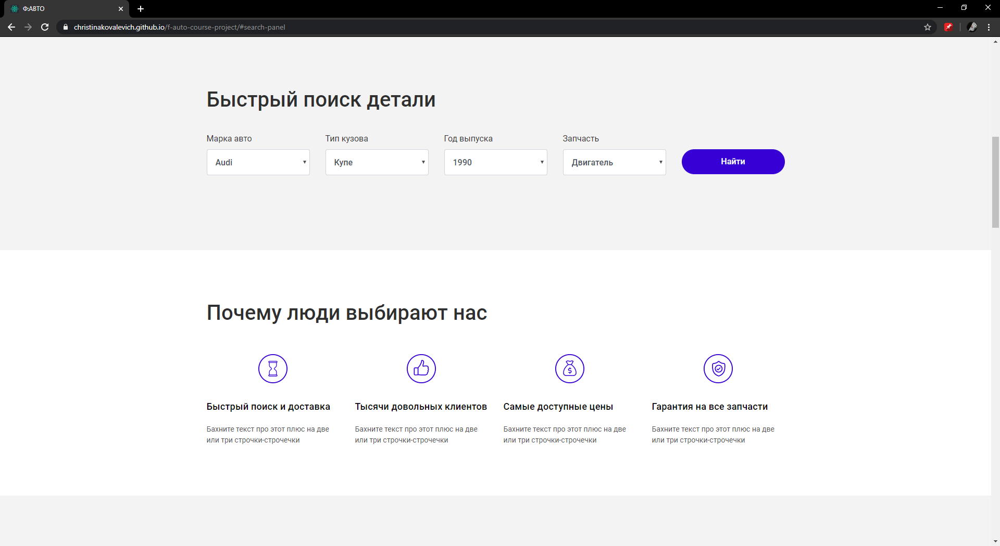 Ф:АВТО
christinakovalevich.github.io/f-auto-course-project/#search-panel
Быстрый поиск детали
Марка авто
Тип кузова
Год выпуска
Запчасть
Audi
Купе
1990
Двигатель
Найти
Почему люди выбирают нас
Быстрый поиск и доставка
Бахните текст про этот плюс на две
или три строчки-строчечки
Тысячи довольных клиентов
Бахните текст про этот плюс на две
или три строчки-строчечки
Самые доступные цены
Бахните текст про этот плюс на две
или три строчки-строчечки
Гарантия на все запчасти
Бахните текст про этот плюс на две
или три строчки-строчечки